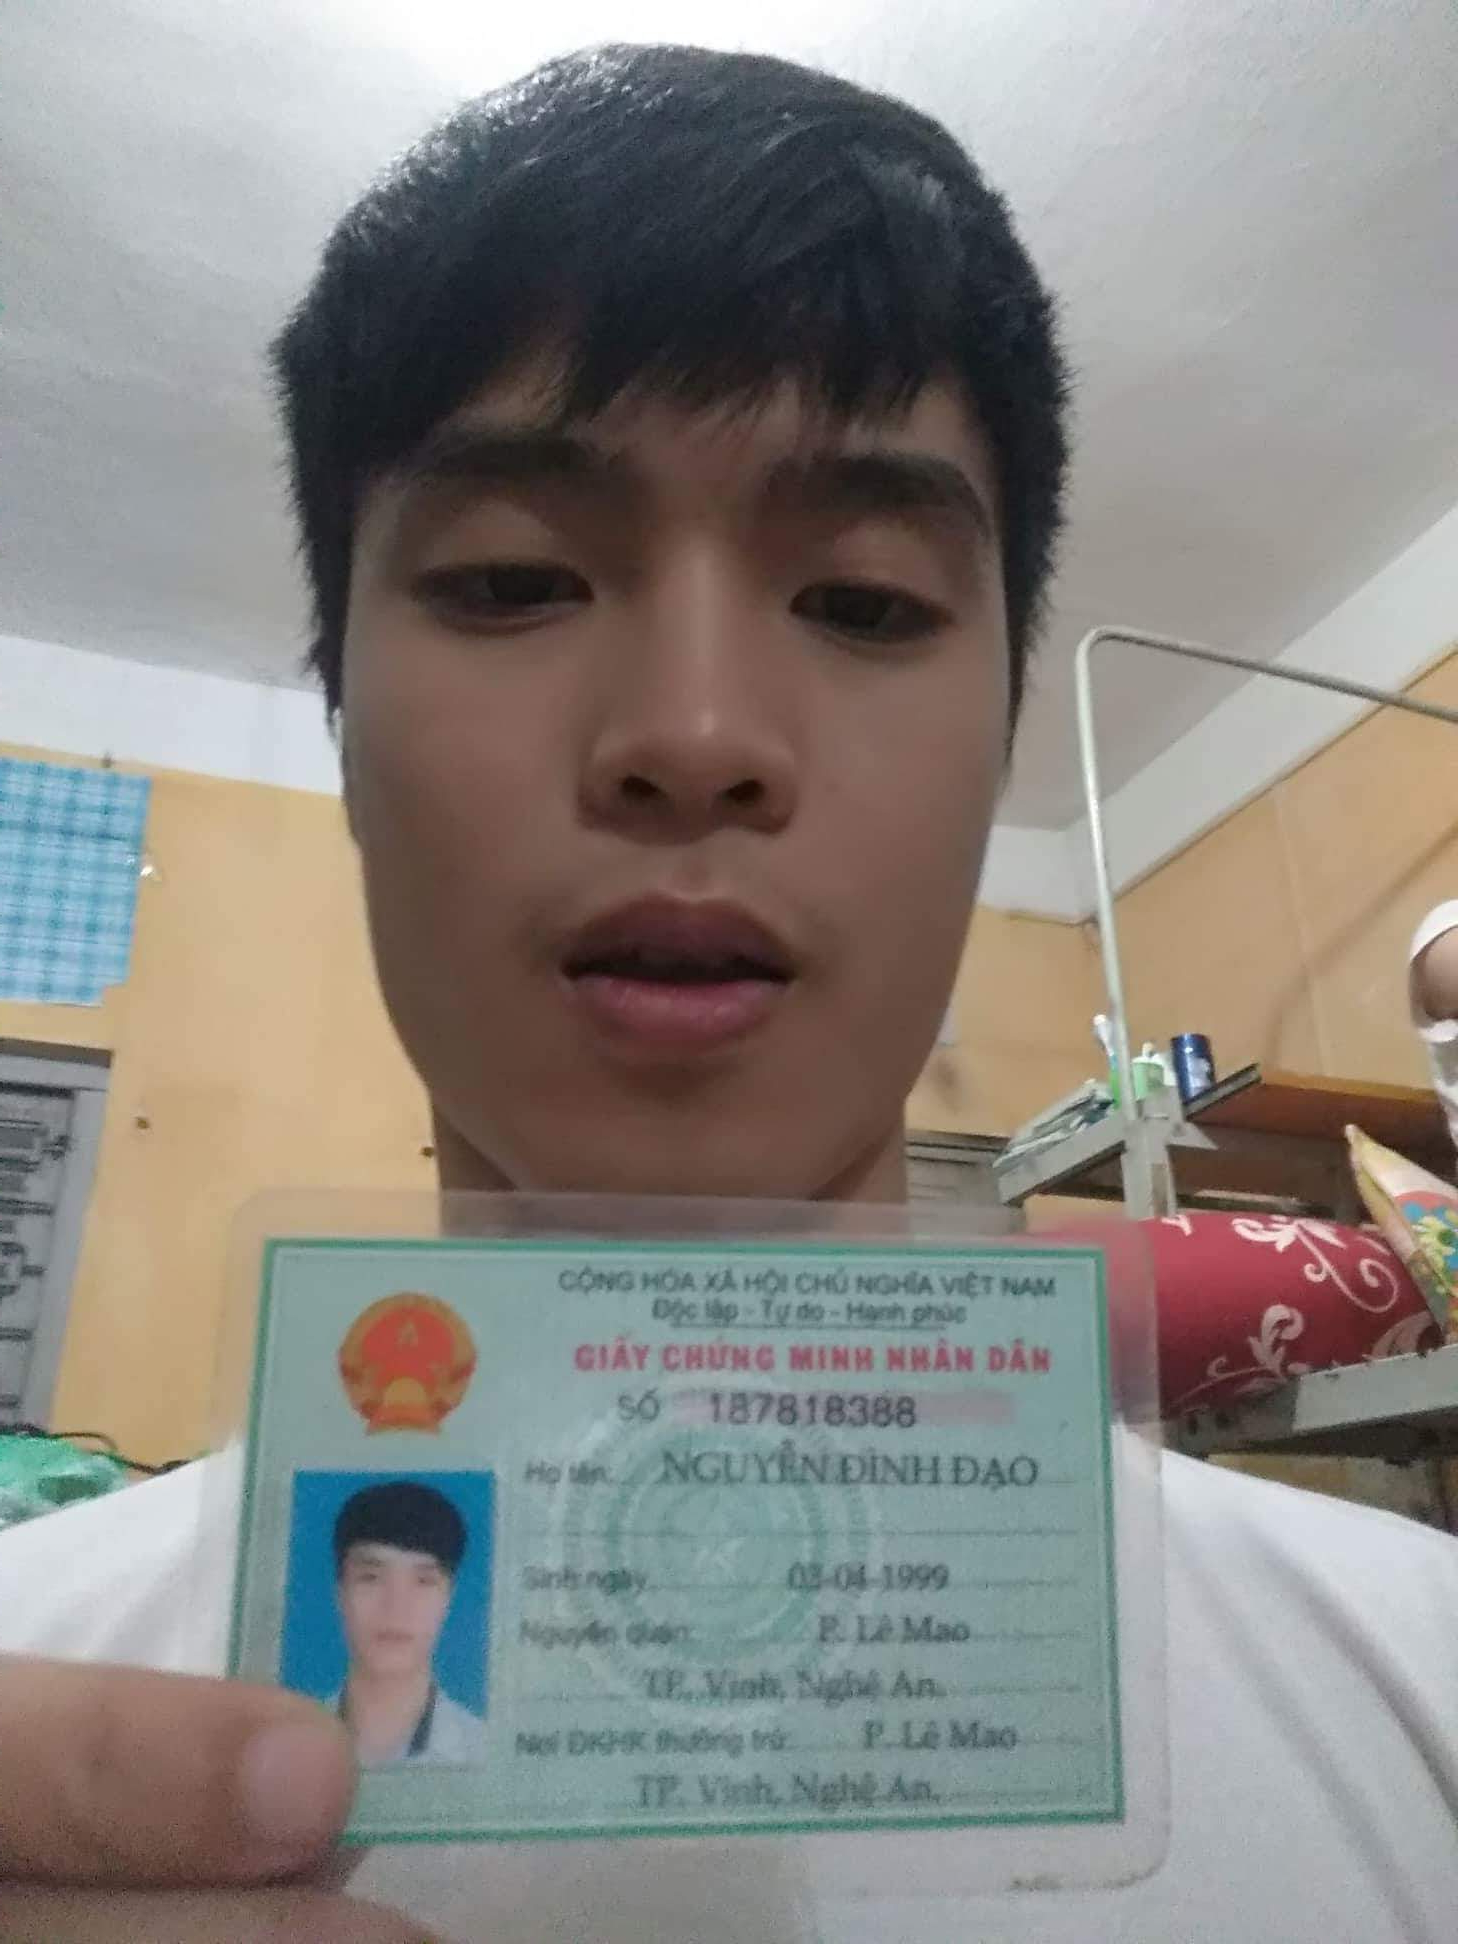 CỘNG HÒA XÃ HỘI CHỦ NGHĨA VIỆT NAM
Độc lập - Tự do - Hạnh phúc
GIẤY CHỨNG MINH NHÂN DÂN
SỐ 187818388
Họ tên: NGUYỄN ĐÌNH ĐẠO
Sinh ngày 03-04-1999
Nguyên quán: P. Lê Mao
TP. Vinh, Nghệ An.
Nơi ĐKHK thường trú: P. Lê Mao
TP. Vinh, Nghệ An.